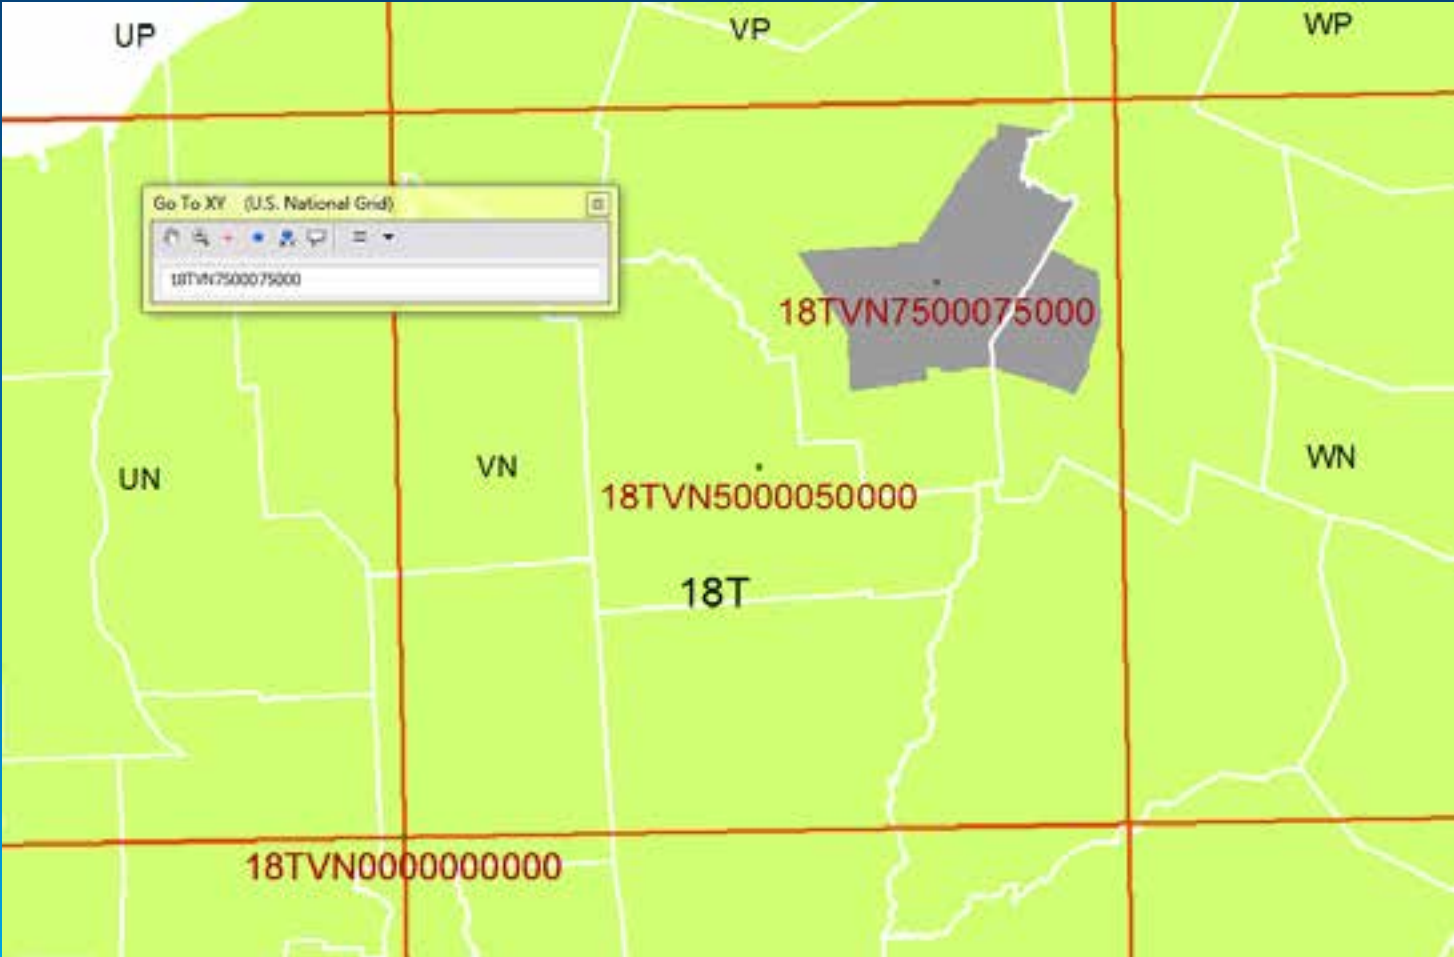 UP
VP
WP
Go To XY (U.S. National Grid)
18TVN7500075000
18TVN7500075000
UN
VN
WN
18TVN5000050000
18T
18TVN0000000000